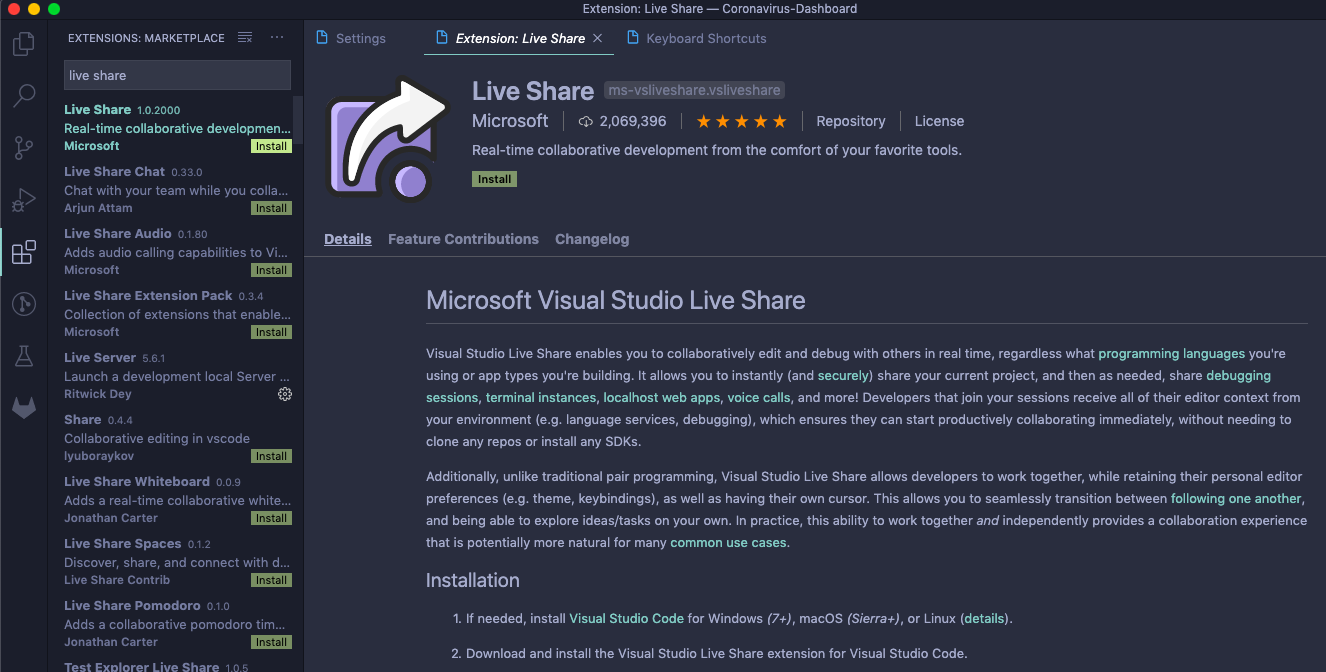 Extension: Live Share — Coronavirus-Dashboard
EXTENSIONS: MARKETPLACE
live share
Live Share 1.0.2000
Real-time collaborative developmen...
Microsoft Install
Live Share Chat 0.33.0
Chat with your team while you colla...
Arjun Attam Install
Live Share Audio 0.1.80
Adds audio calling capabilities to Vi...
Microsoft Install
Live Share Extension Pack 0.3.4
Collection of extensions that enable...
Microsoft Install
Live Server 5.6.1
Launch a development local Server ...
Ritwick Dey
Share 0.4.4
Collaborative editing in vscode
lyuboraykov Install
Live Share Whiteboard 0.0.9
Adds a real-time collaborative white...
Jonathan Carter Install
Live Share Spaces 0.1.2
Discover, share, and connect with d...
Live Share Contrib Install
Live Share Pomodoro 0.1.0
Adds a collaborative pomodoro tim...
Jonathan Carter Install
Test Explorer Live Share 1.0.5
Settings Extension: Live Share Keyboard Shortcuts
Live Share ms-vsliveshare.vsliveshare
Microsoft 2,069,396 Repository License
Real-time collaborative development from the comfort of your favorite tools.
Install
Details Feature Contributions Changelog
Microsoft Visual Studio Live Share
Visual Studio Live Share enables you to collaboratively edit and debug with others in real time, regardless what programming languages you're
using or app types you're building. It allows you to instantly (and securely) share your current project, and then as needed, share debugging
sessions, terminal instances, localhost web apps, voice calls, and more! Developers that join your sessions receive all of their editor context from
your environment (e.g. language services, debugging), which ensures they can start productively collaborating immediately, without needing to
clone any repos or install any SDKs.
Additionally, unlike traditional pair programming, Visual Studio Live Share allows developers to work together, while retaining their personal editor
preferences (e.g. theme, keybindings), as well as having their own cursor. This allows you to seamlessly transition between following one another,
and being able to explore ideas/tasks on your own. In practice, this ability to work together and independently provides a collaboration experience
that is potentially more natural for many common use cases.
Installation
1. If needed, install Visual Studio Code for Windows (7+), macOS (Sierra+), or Linux (details).
2. Download and install the Visual Studio Live Share extension for Visual Studio Code.